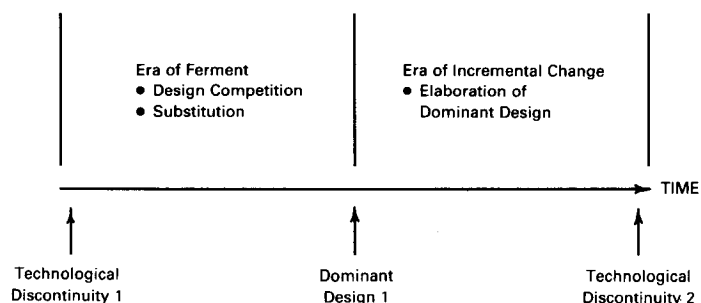 Era of Ferment
● Design Competition
● Substitution
Era of Incremental Change
● Elaboration of
Dominant Design
TIME
Technological
Discontinuity 1
Dominant
Design 1
Technological
Discontinuity 2